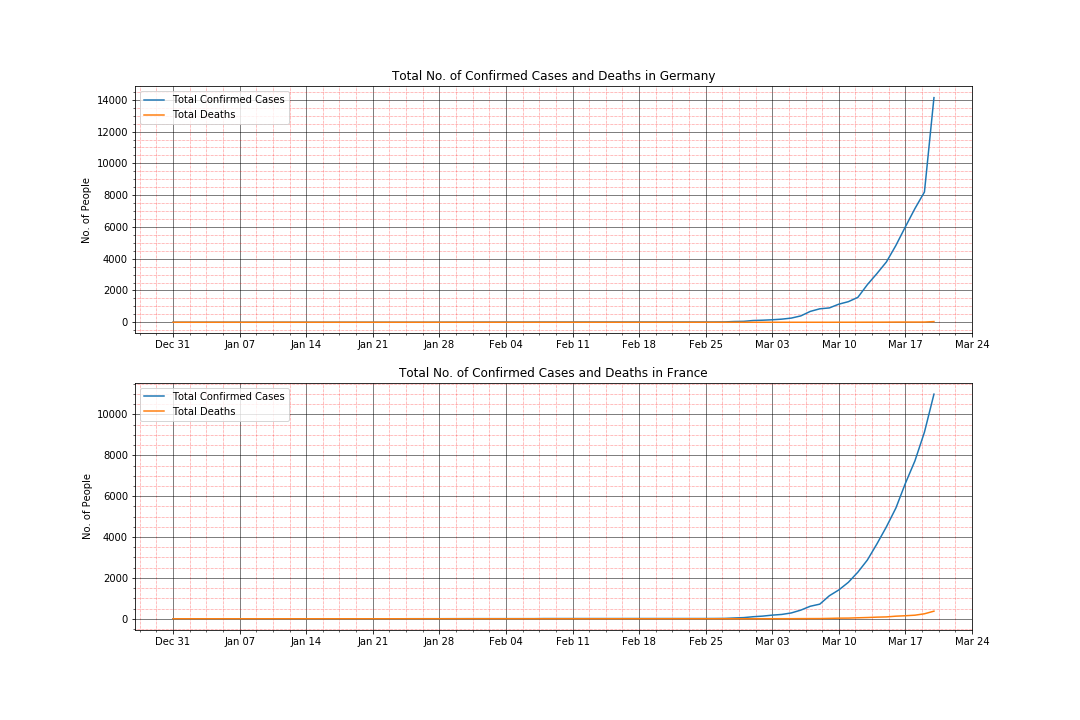 Total No. of Confirmed Cases and Deaths in Germany
Total Confirmed Cases
Total Deaths
No. of People
14000
12000
10000
8000
6000
4000
2000
0
Dec 31 Jan 07 Jan 14 Jan 21 Jan 28 Feb 04 Feb 11 Feb 18 Feb 25 Mar 03 Mar 10 Mar 17 Mar 24
Total No. of Confirmed Cases and Deaths in France
Total Confirmed Cases
Total Deaths
No. of People
10000
8000
6000
4000
2000
0
Dec 31 Jan 07 Jan 14 Jan 21 Jan 28 Feb 04 Feb 11 Feb 18 Feb 25 Mar 03 Mar 10 Mar 17 Mar 24